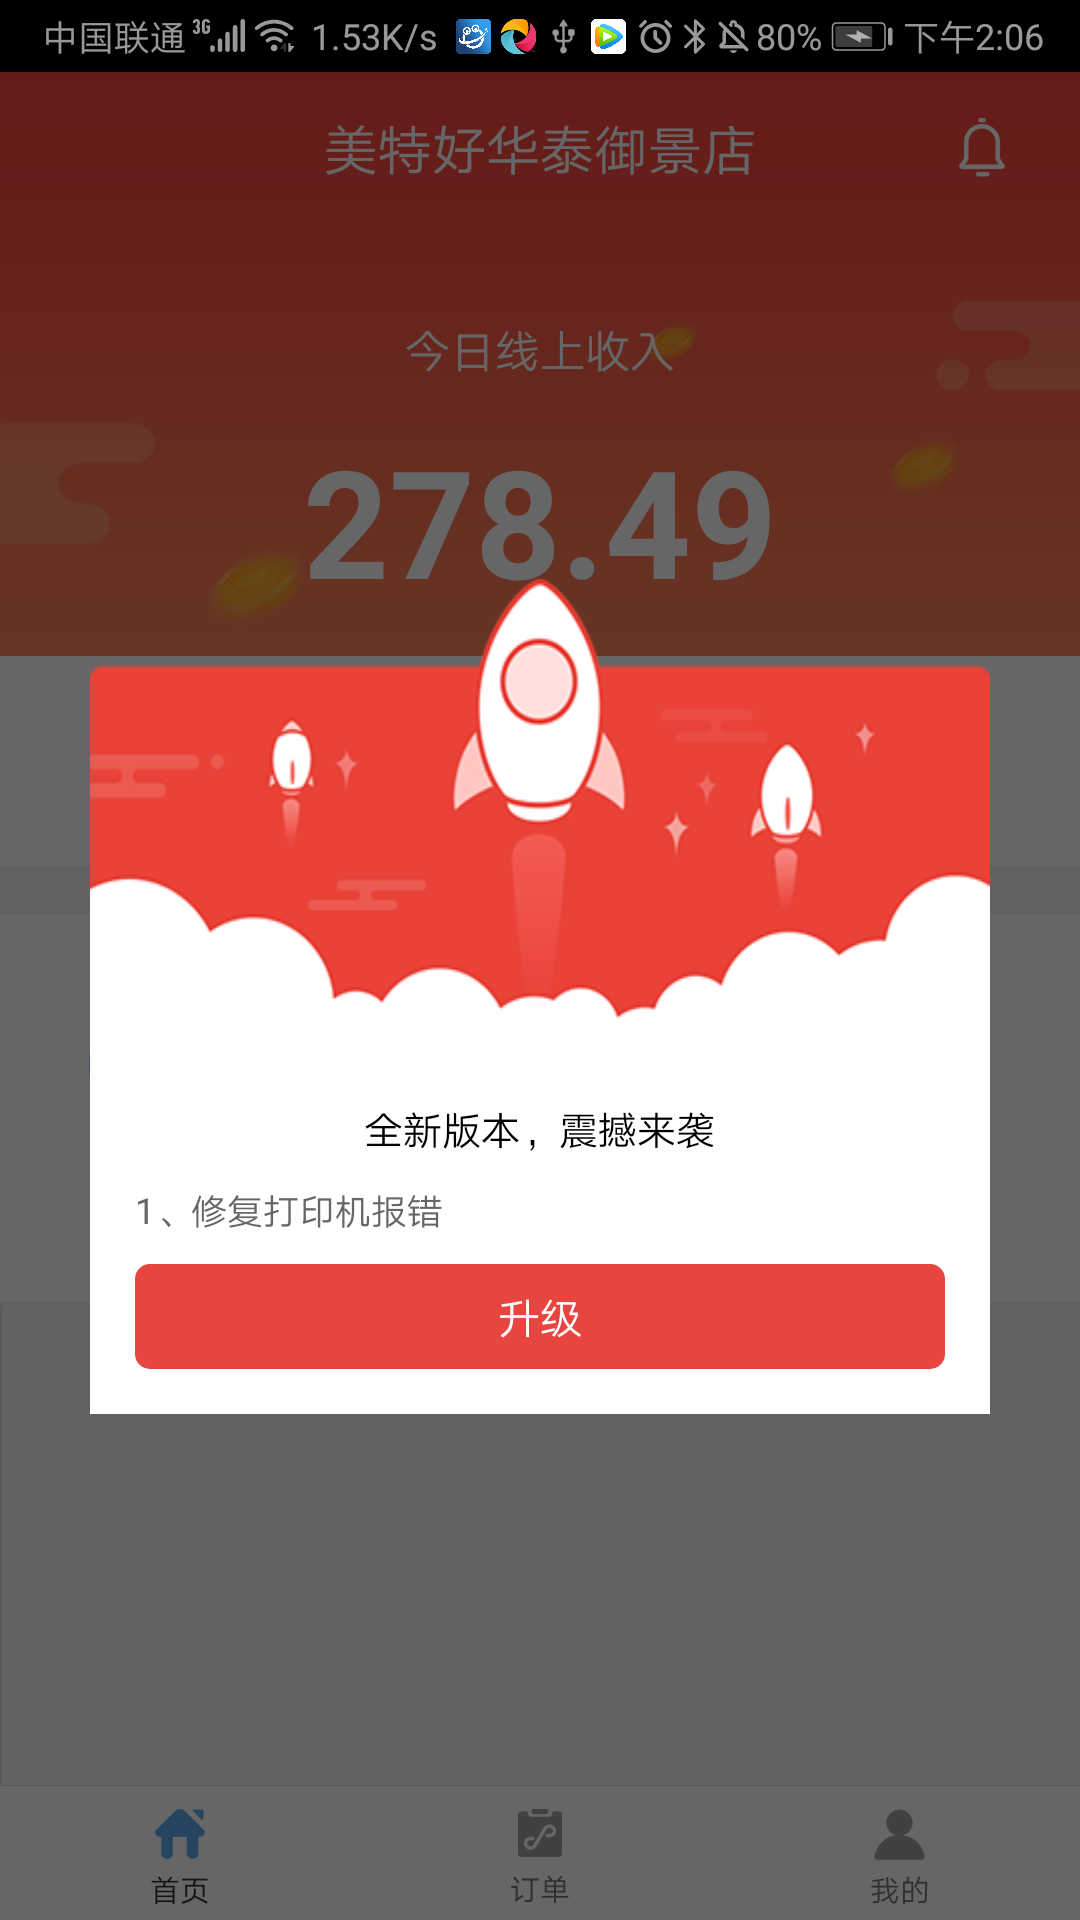 中国联通 3G 1.53K/s 80% 下午2:06
美特好华泰御景店
今日线上收入
278.49
全新版本，震撼来袭
1、修复打印机报错
升级
首页 订单 我的